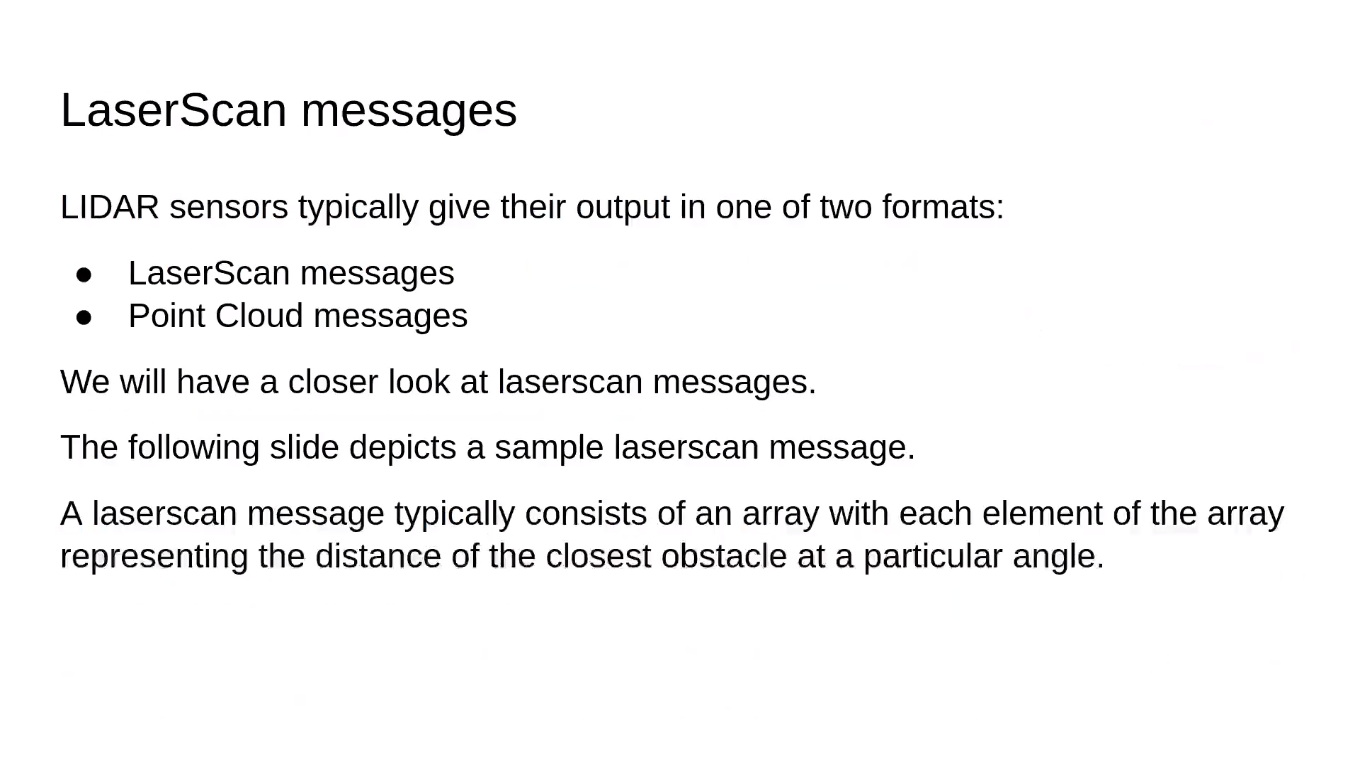 LaserScan messages
LIDAR sensors typically give their output in one of two formats:
● LaserScan messages
● Point Cloud messages
We will have a closer look at laserscan messages.
The following slide depicts a sample laserscan message.
A laserscan message typically consists of an array with each element of the array
representing the distance of the closest obstacle at a particular angle.